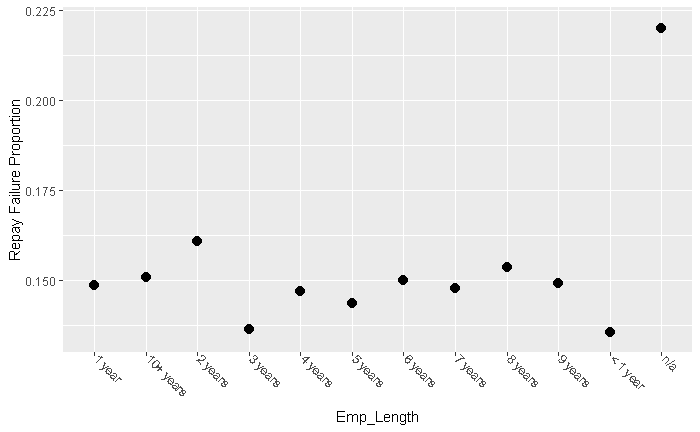 0.225
0.200
0.175
0.150
Repay Failure Proportion
1 year
10+ years
2 years
3 years
4 years
5 years
6 years
7 years
8 years
9 years
< 1 year
n/a
Emp_Length